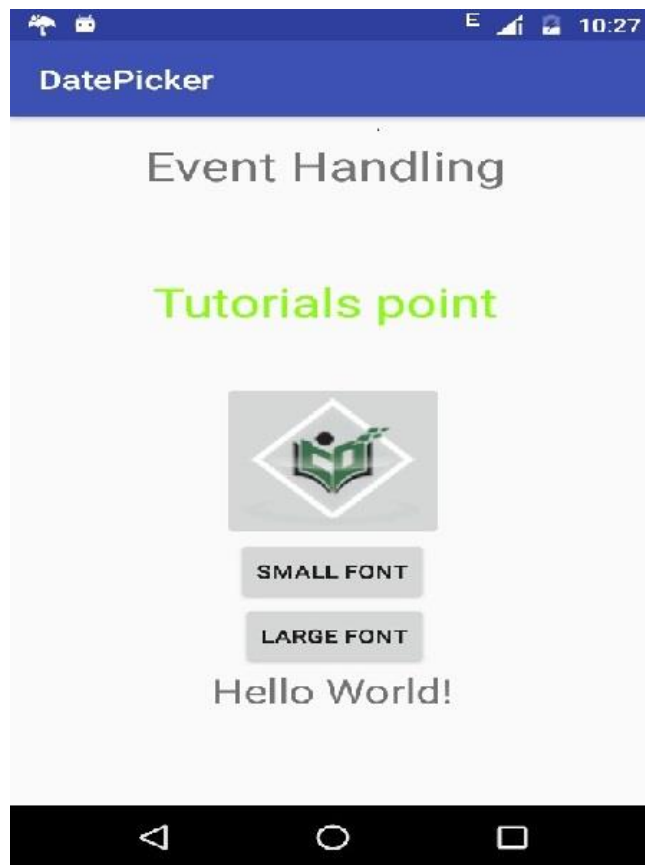 E 10:27
DatePicker
Event Handling
Tutorials point
SMALL FONT
LARGE FONT
Hello World!